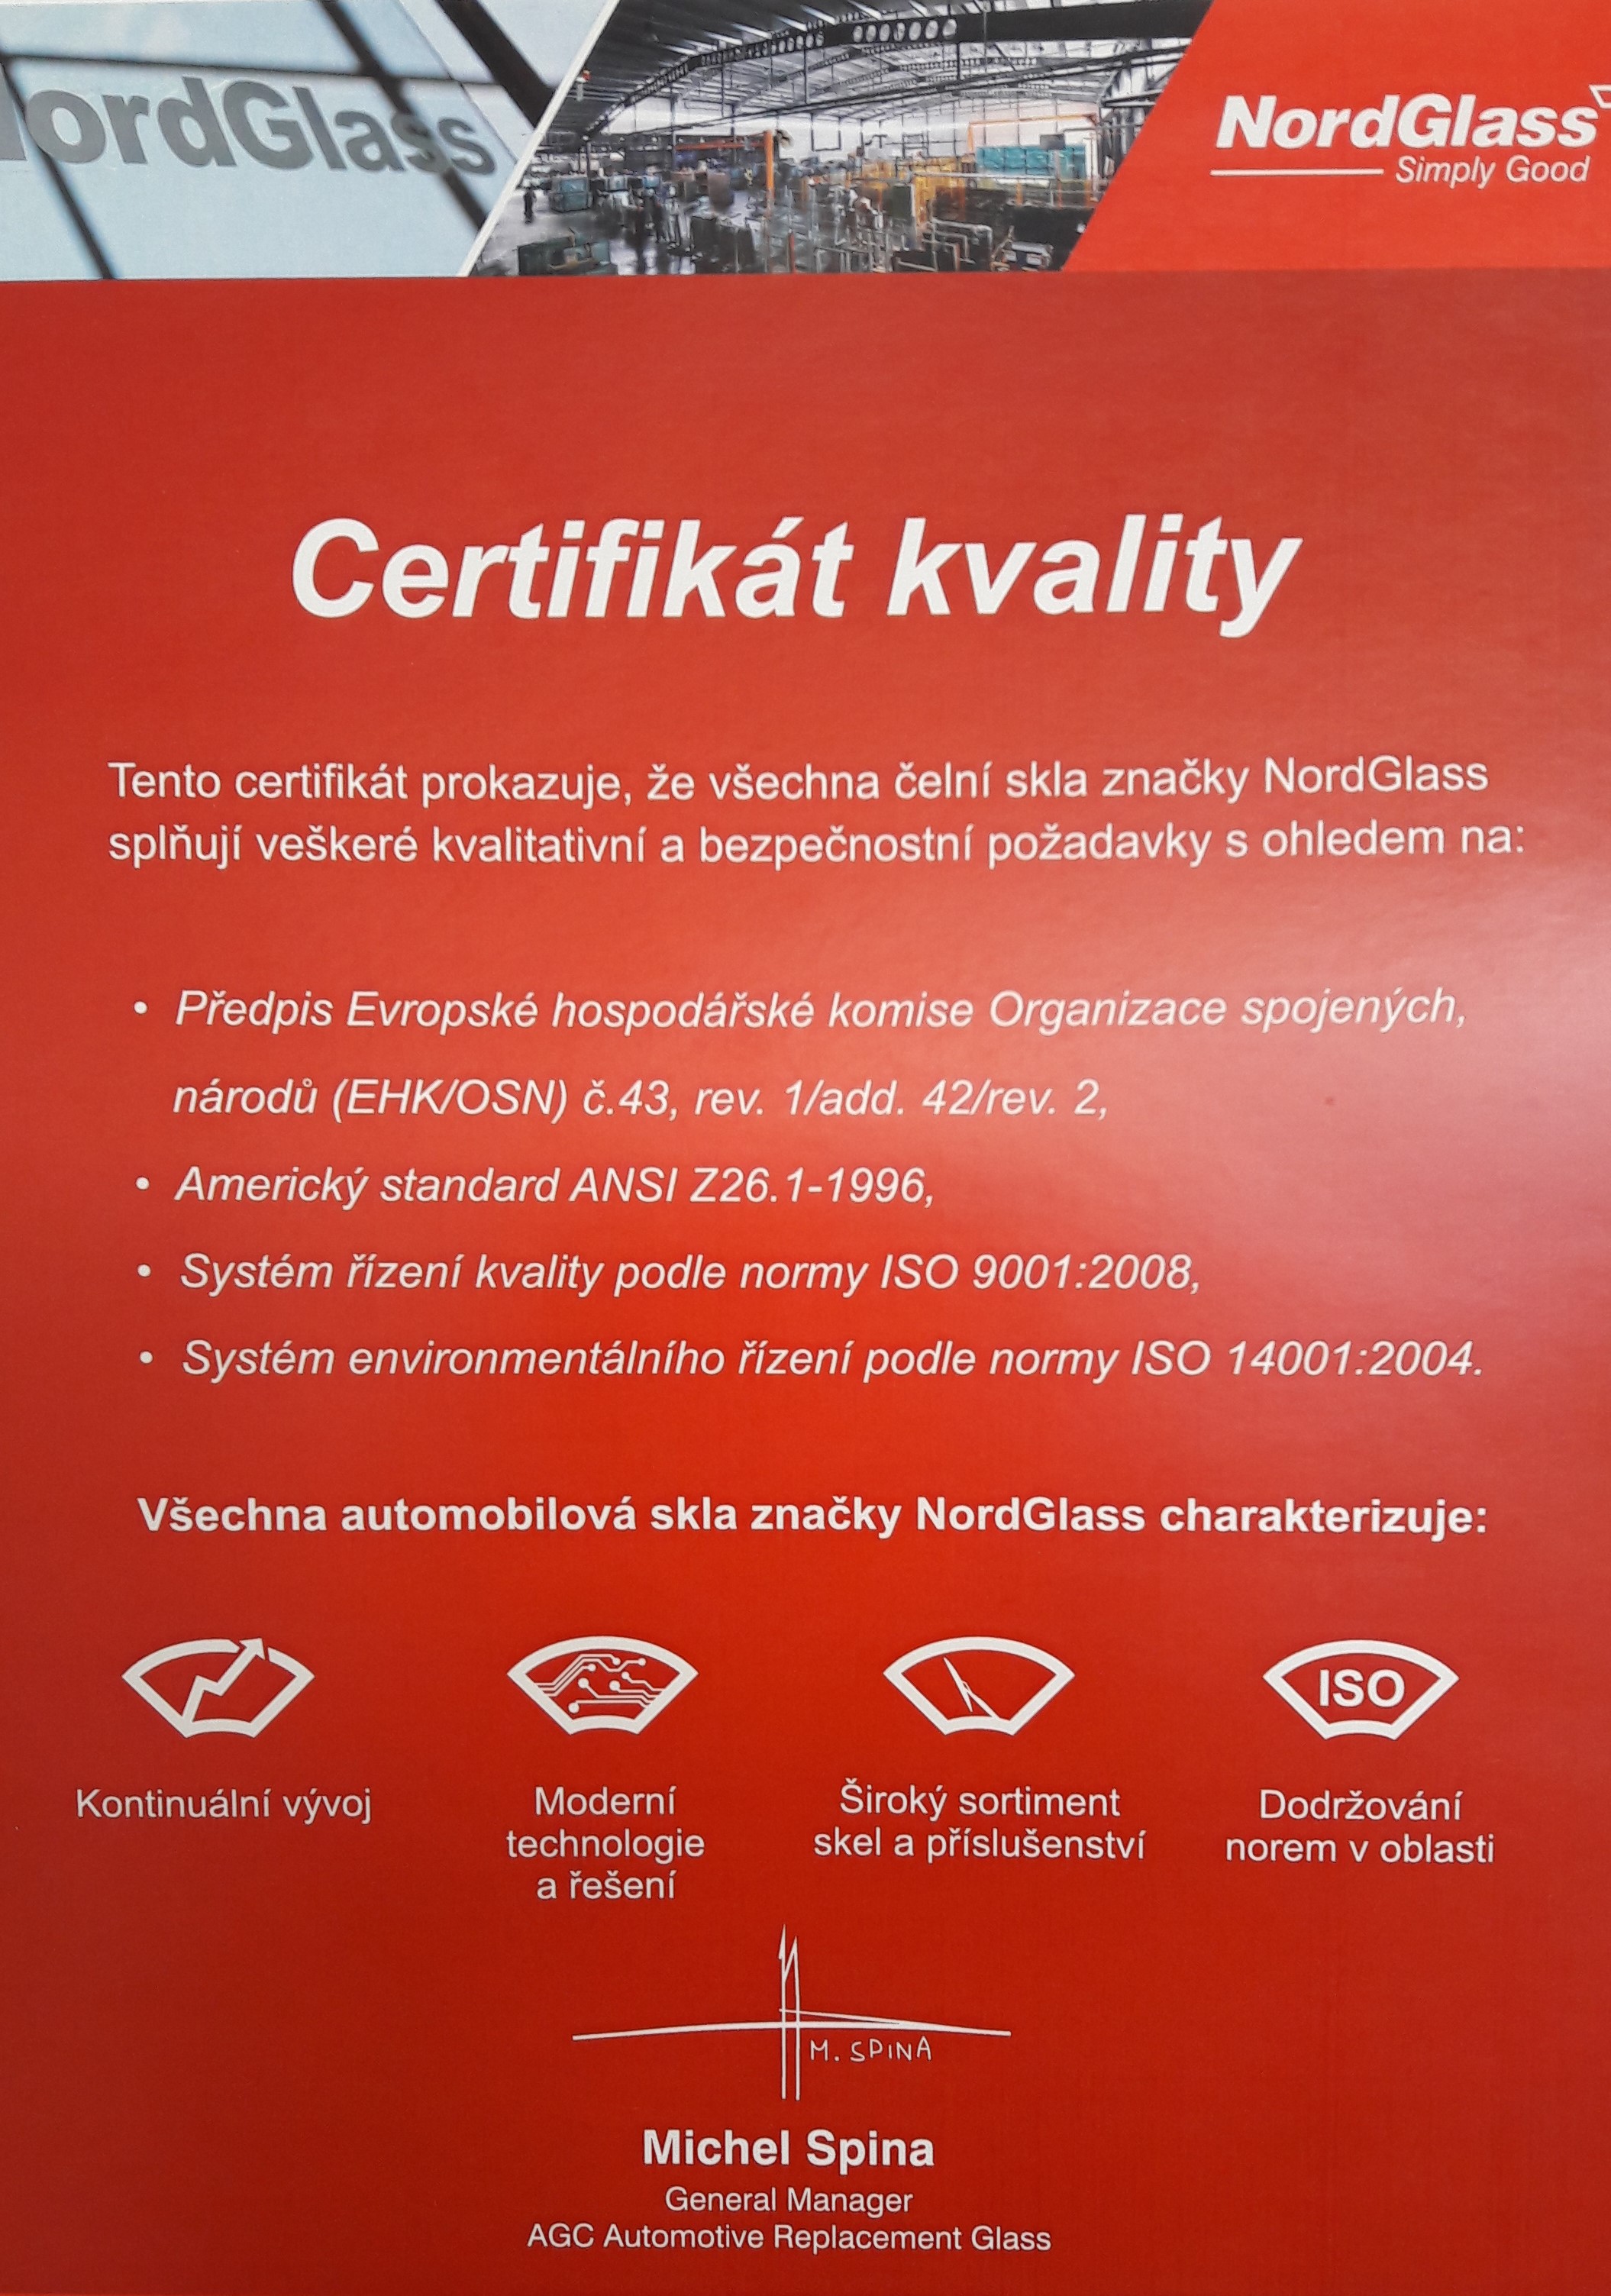 NordGlass
NordGlass
Simply Good
Certifikát kvality
Tento certifikát prokazuje, že všechna čelní skla značky NordGlass
splňují veškeré kvalitativní a bezpečnostní požadavky s ohledem na:
• Předpis Evropské hospodářské komise Organizace spojených,
národů (EHK/OSN) č.43, rev. 1/add. 42/rev. 2,
• Americký standard ANSI Z26.1-1996,
• Systém řízení kvality podle normy ISO 9001:2008,
• Systém environmentálního řízení podle normy ISO 14001:2004.
Všechna automobilová skla značky NordGlass charakterizuje:
ISO
Kontinuální vývoj
Moderní
technologie
a řešení
Široký sortiment
skel a příslušenství
Dodržování
norem v oblasti
M. SPINA
Michel Spina
General Manager
AGC Automotive Replacement Glass